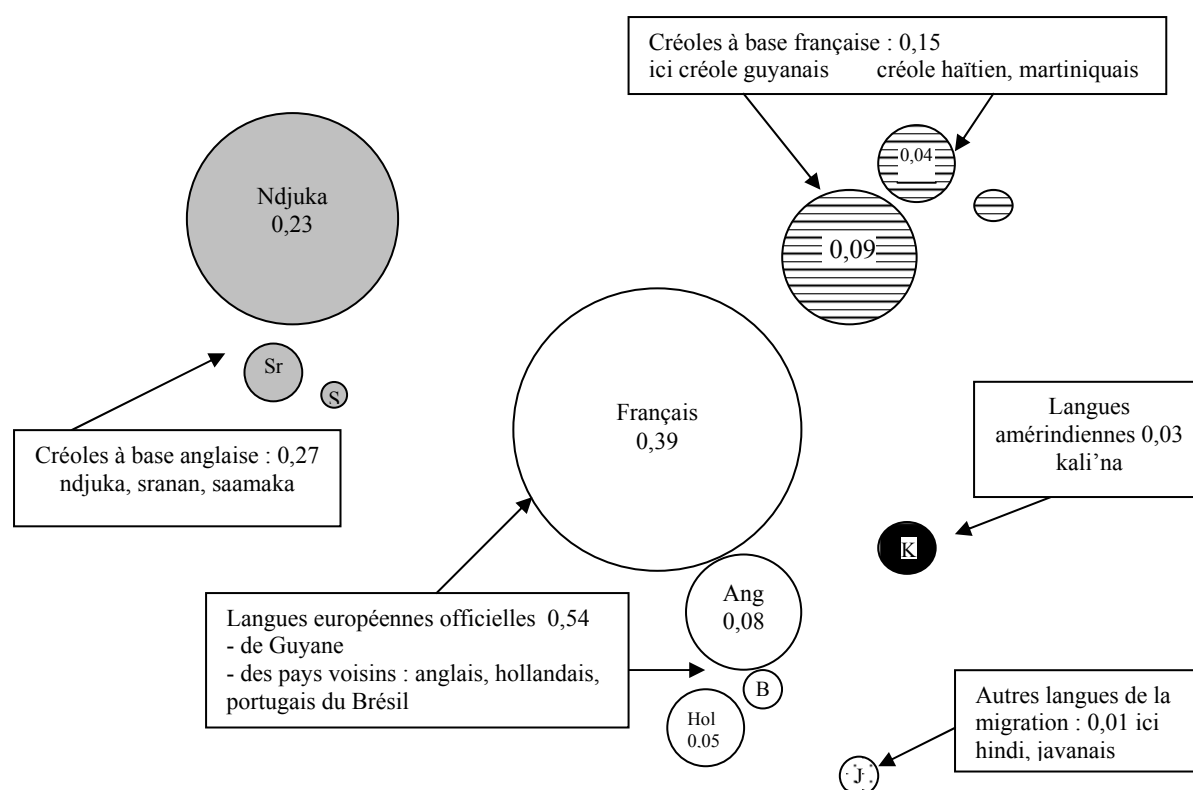 Créoles à base française : 0,15
ici créole guyanais créole haïtien, martiniquais
0,04
Ndjuka
0,23
0,09
Sr
S
Français
0,39
Langues
amérindiennes 0,03
kali’na
Créoles à base anglaise : 0,27
ndjuka, sranan, saamaka
K
Ang
0,08
Langues européennes officielles 0,54
- de Guyane
- des pays voisins : anglais, hollandais,
portugais du Brésil
B
Hol
0,05
Autres langues de la
migration : 0,01 ici
hindi, javanais
J